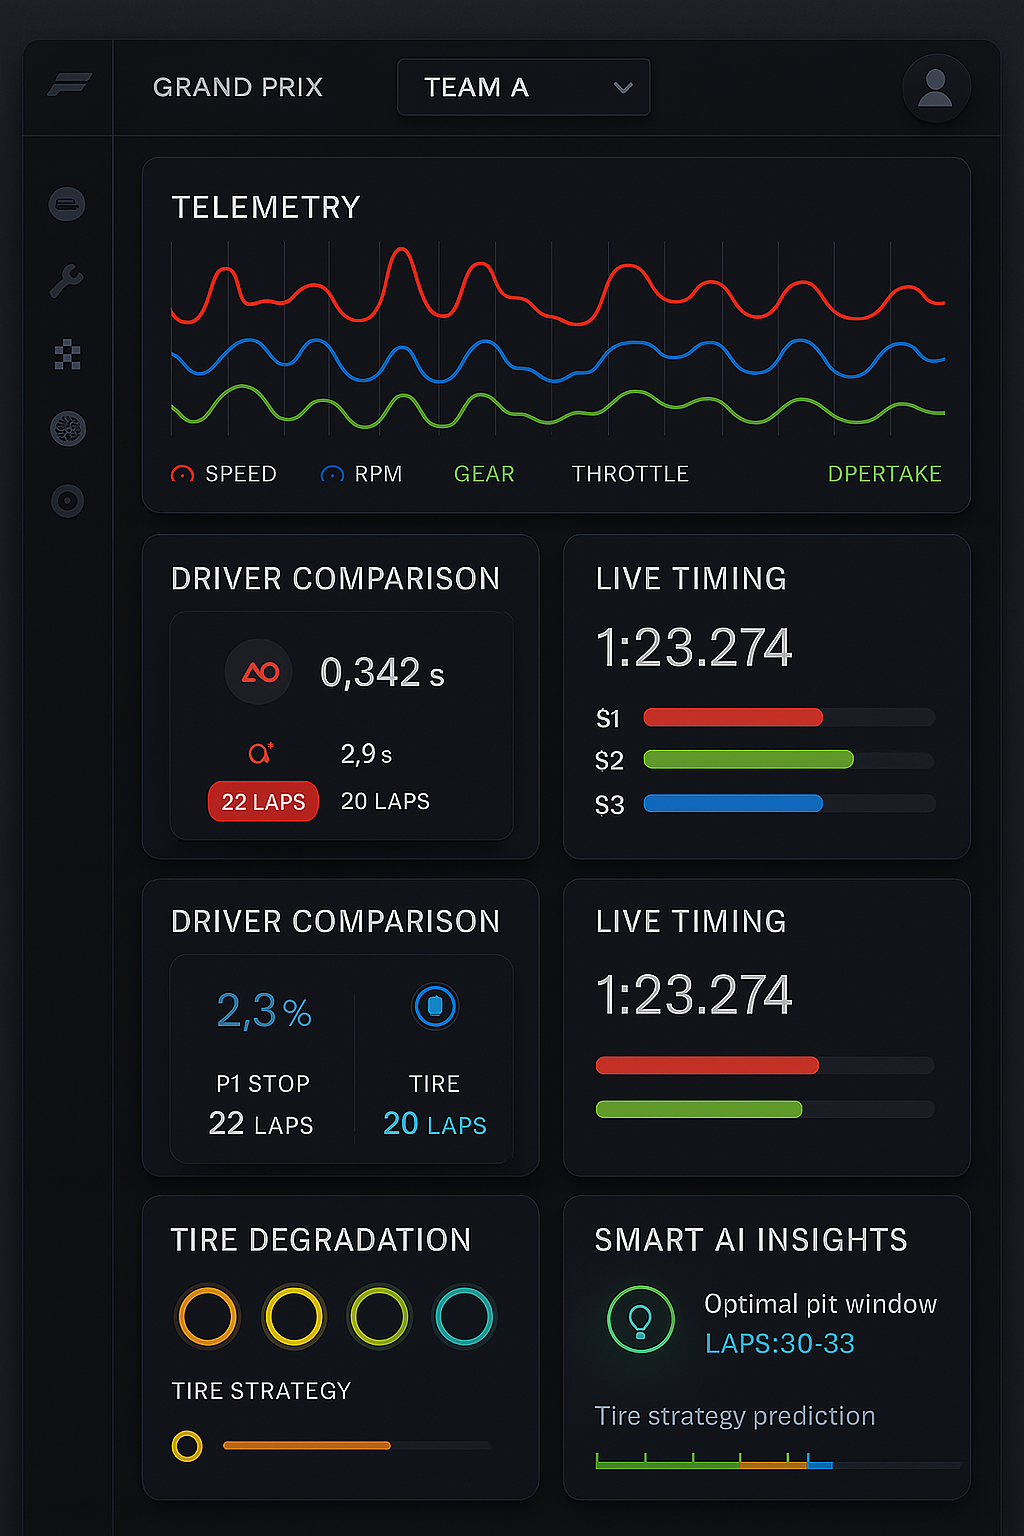 GRAND PRIX
TEAM A
TELEMETRY
SPEED RPM GEAR THROTTLE DPERTAKE
DRIVER COMPARISON
0,342 s
2,9 s
22 LAPS 20 LAPS
LIVE TIMING
1:23.274
S1
S2
S3
DRIVER COMPARISON
2,3 %
P1 STOP
22 LAPS
TIRE
20 LAPS
LIVE TIMING
1:23.274
TIRE DEGRADATION
TIRE STRATEGY
SMART AI INSIGHTS
Optimal pit window
LAPS:30-33
Tire strategy prediction